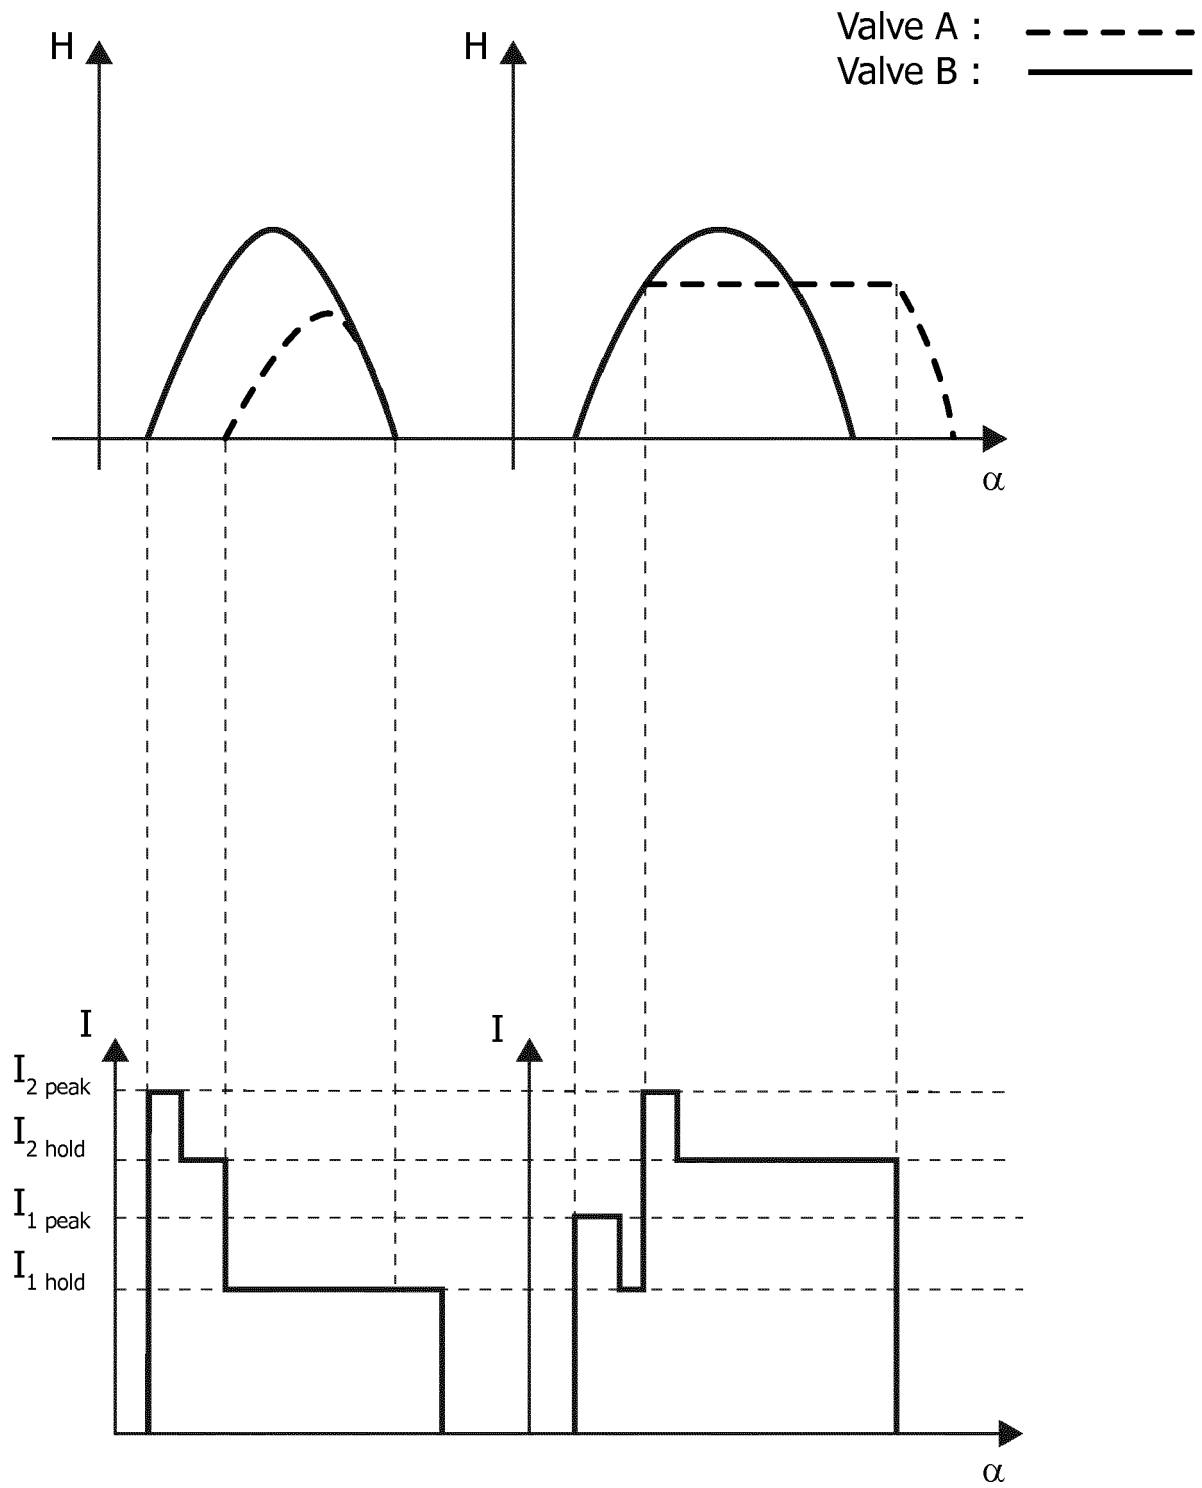 H
H
Valve A :
Valve B :
α
I
I
I2 peak
I2 hold
I1 peak
I1 hold
α